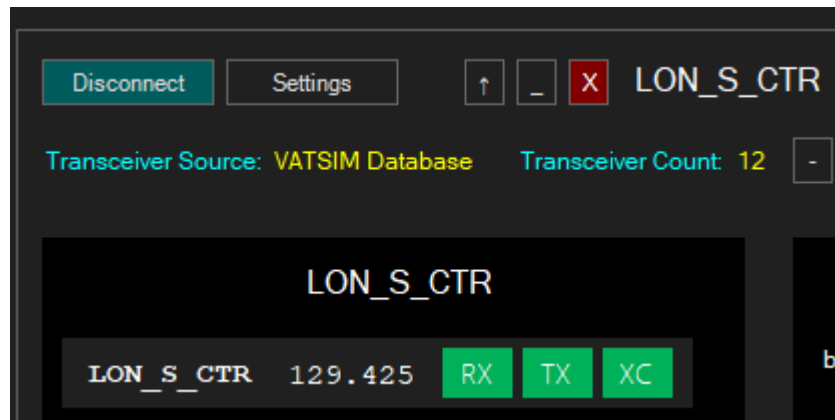 Disconnect Settings ↑ _ X LON_S_CTR
Transceiver Source: VATSIM Database Transceiver Count: 12 -
LON_S_CTR
LON_S_CTR 129.425 RX TX XC
b